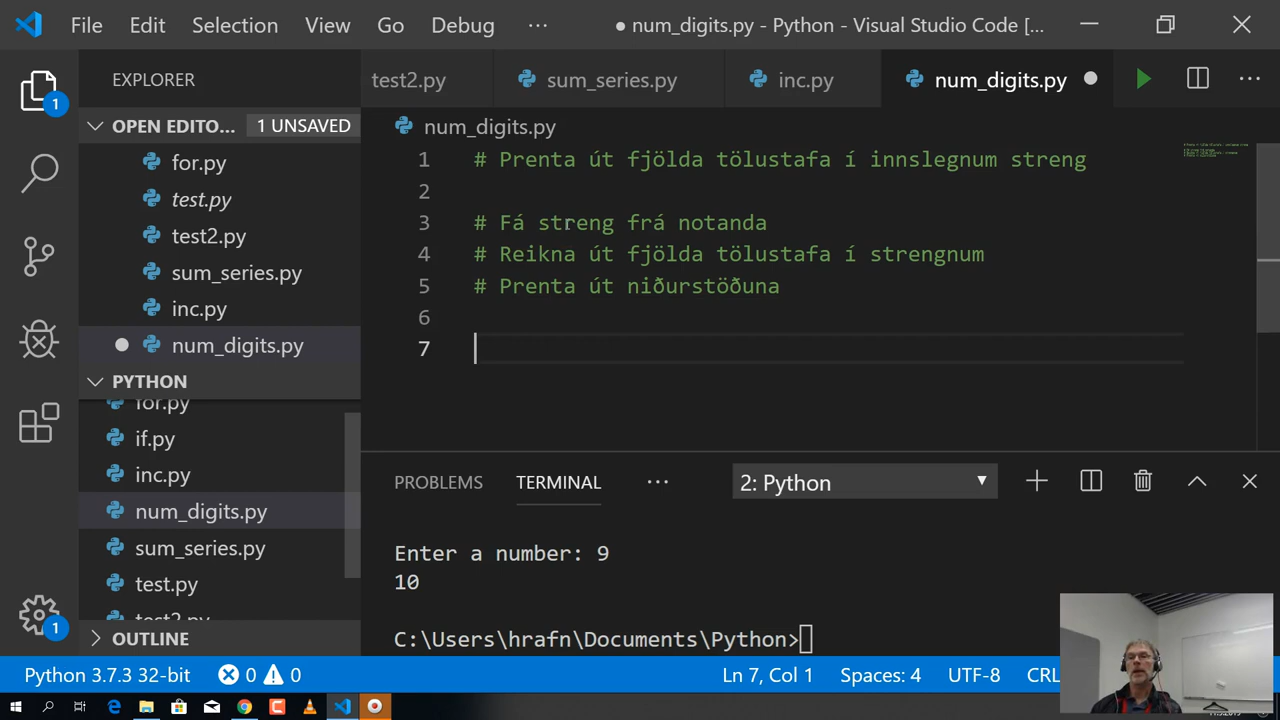 File Edit Selection View Go Debug ··· ● num_digits.py - Python - Visual Studio Code [...
EXPLORER
test2.py sum_series.py inc.py num_digits.py ···
1
OPEN EDITO... 1 UNSAVED
for.py
test.py
test2.py
sum_series.py
inc.py
num_digits.py
PYTHON
for.py
if.py
inc.py
num_digits.py
sum_series.py
test.py
test2.py
OUTLINE
1
num_digits.py
1 # Prenta út fjölda tölustafa í innslegnum streng
2
3 # Fá streng frá notanda
4 # Reikna út fjölda tölustafa í strengnum
5 # Prenta út niðurstöðuna
6
7
PROBLEMS TERMINAL ··· 2: Python
Enter a number: 9
10
C:\Users\hrafn\Documents\Python>
Python 3.7.3 32-bit 0 0 Ln 7, Col 1 Spaces: 4 UTF-8 CRL